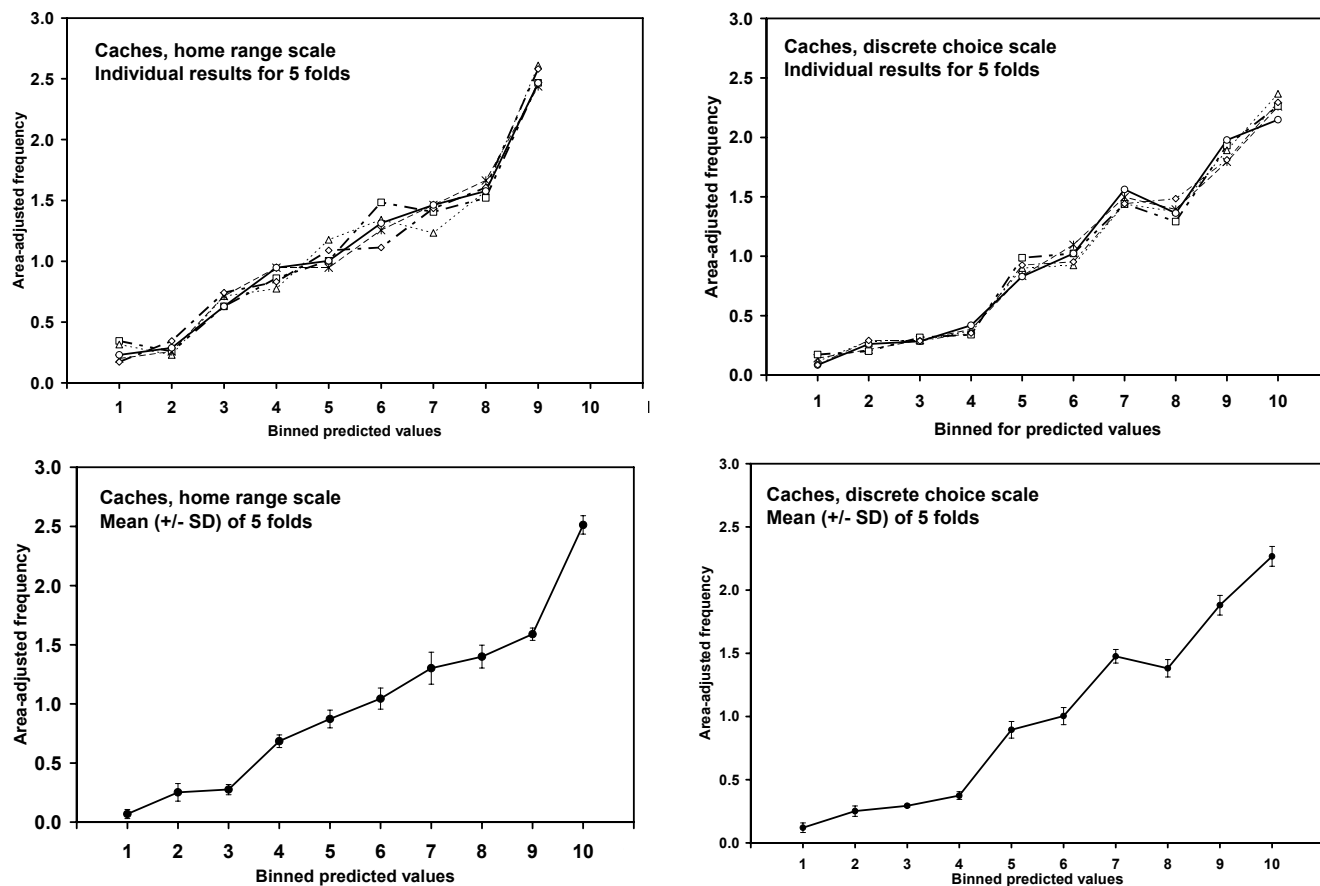 Caches, home range scale
Individual results for 5 folds
Area-adjusted frequency
3.0
2.5
2.0
1.5
1.0
0.5
0.0
1 2 3 4 5 6 7 8 9 10
Binned predicted values
Caches, discrete choice scale
Individual results for 5 folds
Area-adjusted frequency
3.0
2.5
2.0
1.5
1.0
0.5
0.0
1 2 3 4 5 6 7 8 9 10
Binned for predicted values
Caches, home range scale
Mean (+/- SD) of 5 folds
Area-adjusted frequency
3.0
2.5
2.0
1.5
1.0
0.5
0.0
1 2 3 4 5 6 7 8 9 10
Binned predicted values
Caches, discrete choice scale
Mean (+/- SD) of 5 folds
Area-adjusted frequency
3.0
2.5
2.0
1.5
1.0
0.5
0.0
1 2 3 4 5 6 7 8 9 10
Binned predicted values